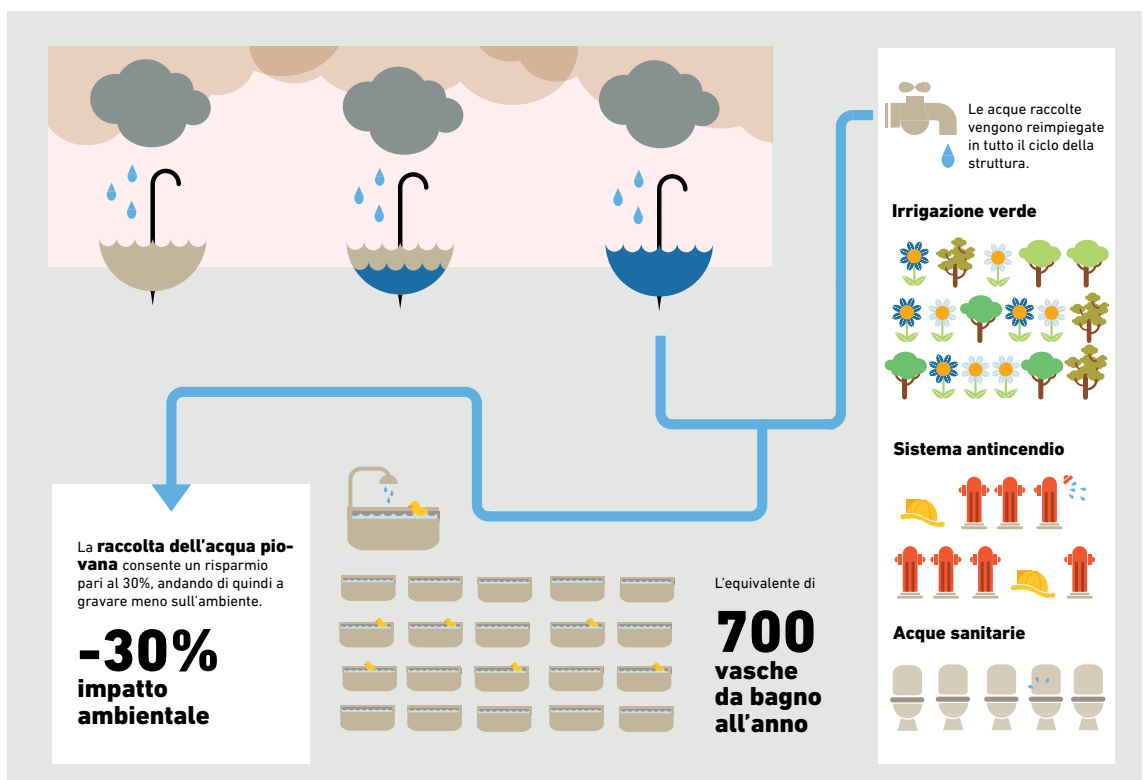 Le acque raccolte
vengono reimpiegate
in tutto il ciclo della
struttura.
Irrigazione verde
Sistema antincendio
Acque sanitarie
La raccolta dell'acqua pio-
vana consente un risparmio
pari al 30%, andando di quindi a
gravare meno sull'ambiente.
-30%
impatto
ambientale
L'equivalente di
700
vasche
da bagno
all'anno